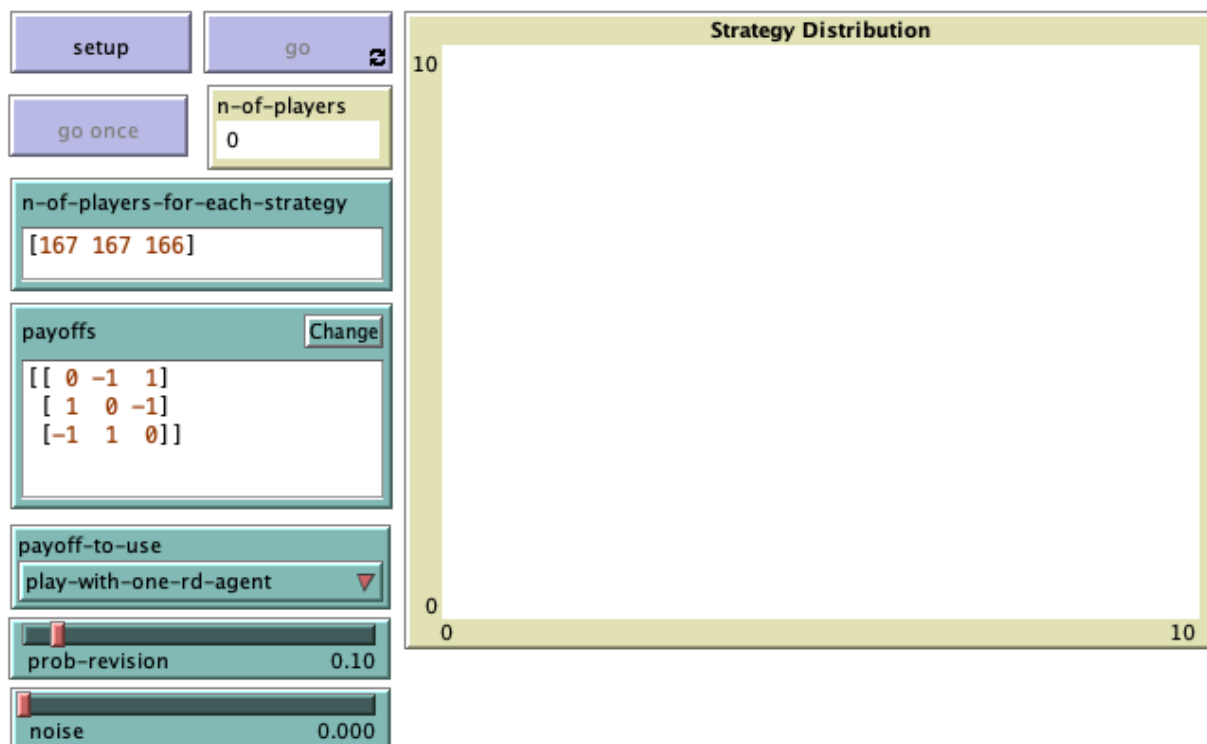 setup
go
go once
n-of-players
0
n-of-players-for-each-strategy
[167 167 166]
payoffs
Change
[[ 0 -1 1]
[ 1 0 -1]
[-1 1 0]]
payoff-to-use
play-with-one-rd-agent
prob-revision 0.10
noise 0.000
Strategy Distribution
10
0
0 10